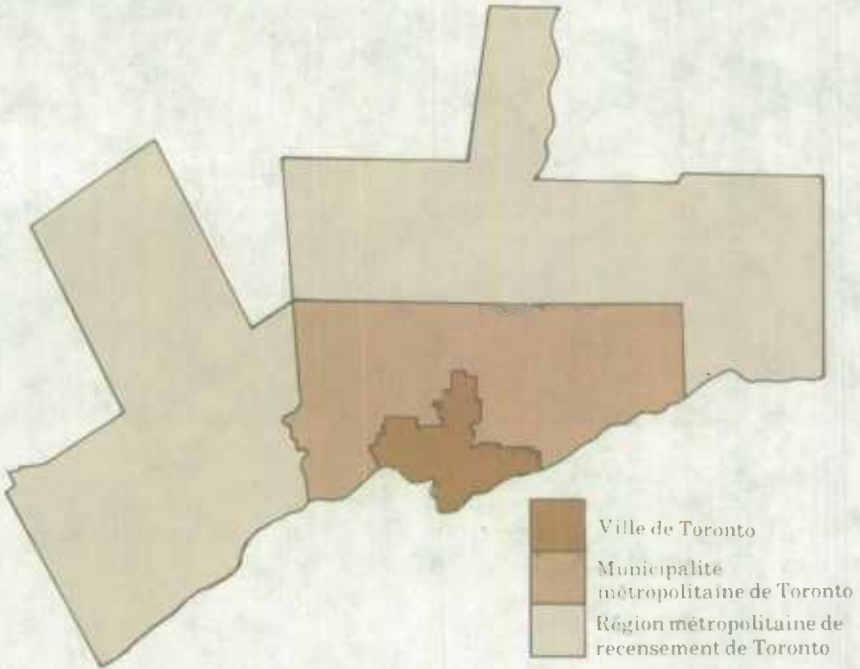 Ville de Toronto
Municipalité
métropolitaine de Toronto
Région métropolitaine de
recensement de Toronto